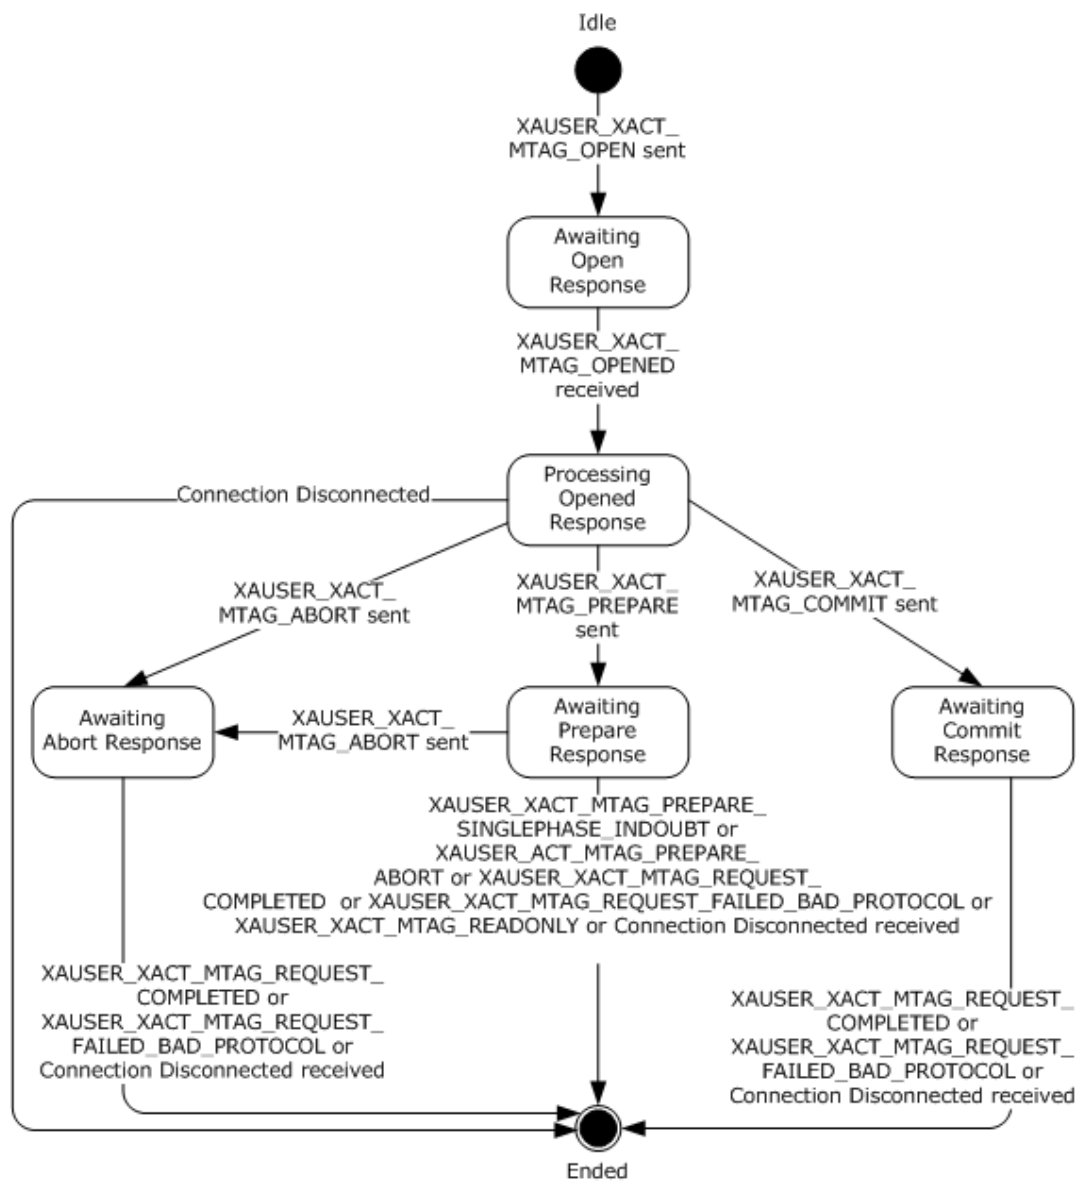 Idle
XAUSER_XACT_
MTAG_OPEN sent
Awaiting
Open
Response
XAUSER_XACT_
MTAG_OPENED
received
Processing
Opened
Response
Connection Disconnected
XAUSER_XACT_
MTAG_ABORT sent
XAUSER_XACT_
MTAG_PREPARE
sent
XAUSER_XACT_
MTAG_COMMIT sent
Awaiting
Abort Response
XAUSER_XACT_
MTAG_ABORT sent
Awaiting
Prepare
Response
Awaiting
Commit
Response
XAUSER_XACT_MTAG_PREPARE_
SINGLEPHASE_INDOUBT or
XAUSER_ACT_MTAG_PREPARE_
ABORT or XAUSER_XACT_MTAG_REQUEST_
COMPLETED or XAUSER_XACT_MTAG_REQUEST_FAILED_BAD_PROTOCOL or
XAUSER_XACT_MTAG_READONLY or Connection Disconnected received
XAUSER_XACT_MTAG_REQUEST_
COMPLETED or
XAUSER_XACT_MTAG_REQUEST_
FAILED_BAD_PROTOCOL or
Connection Disconnected received
XAUSER_XACT_MTAG_REQUEST_
COMPLETED or
XAUSER_XACT_MTAG_REQUEST_
FAILED_BAD_PROTOCOL or
Connection Disconnected received
Ended